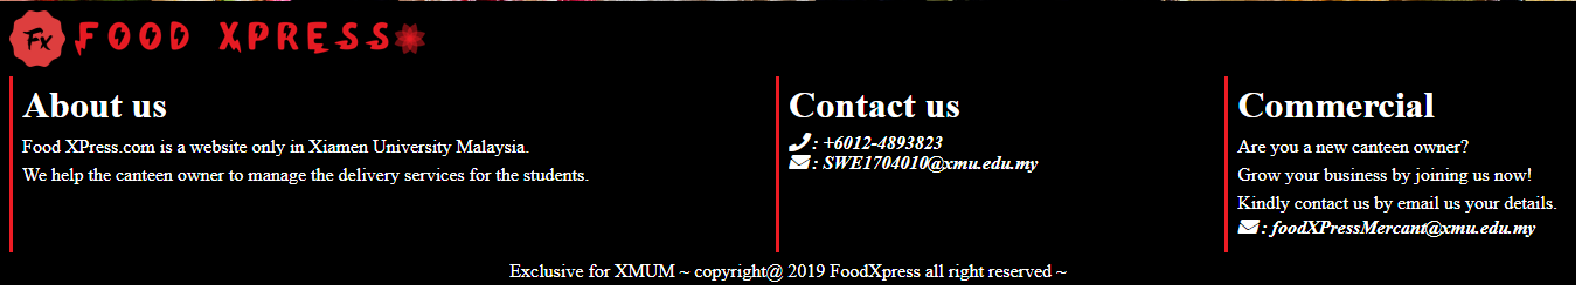 Fx FOOD XPRESS
About us
Food XPress.com is a website only in Xiamen University Malaysia.
We help the canteen owner to manage the delivery services for the students.
Contact us
: +6012-4893823
: SWE1704010@xmu.edu.my
Commercial
Are you a new canteen owner?
Grow your business by joining us now!
Kindly contact us by email us your details.
: foodXPressMercant@xmu.edu.my
Exclusive for XMUM ~ copyright@ 2019 FoodXpress all right reserved ~